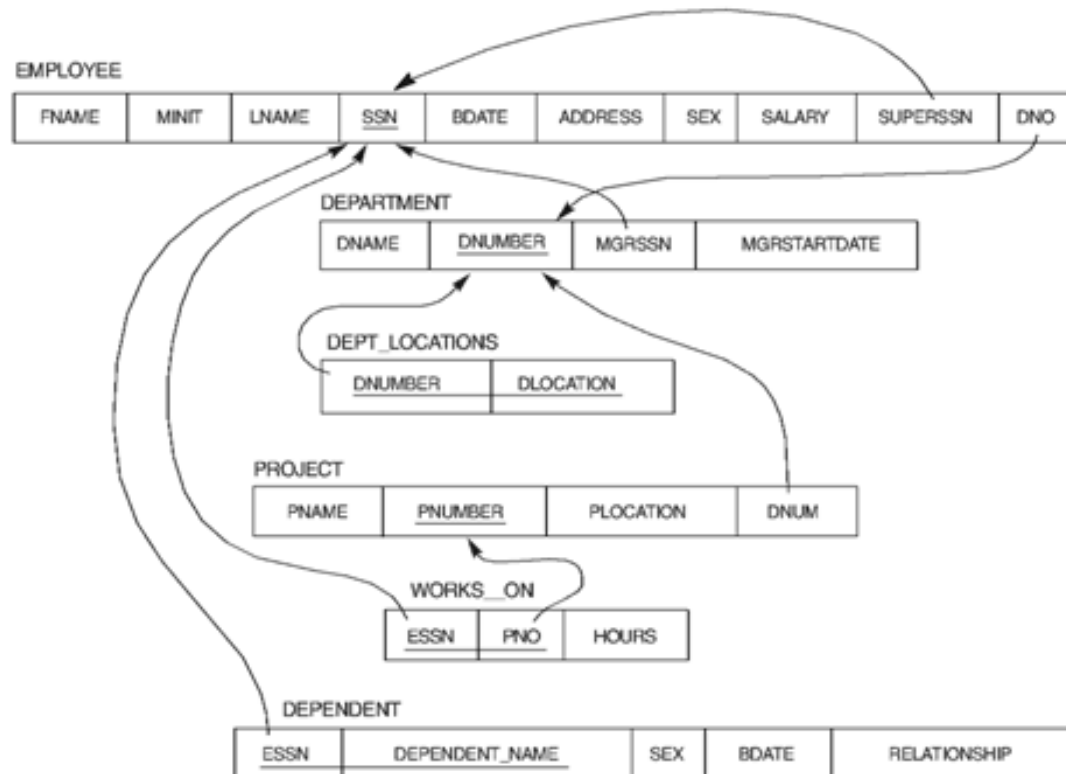 EMPLOYEE
FNAME MINIT LNAME SSN BDATE ADDRESS SEX SALARY SUPERSSN DNO
DEPARTMENT
DNAME DNUMBER MGRSSN MGRSTARTDATE
DEPT_LOCATIONS
DNUMBER DLOCATION
PROJECT
PNAME PNUMBER PLOCATION DNUM
WORKS_ON
ESSN PNO HOURS
DEPENDENT
ESSN DEPENDENT_NAME SEX BDATE RELATIONSHIP